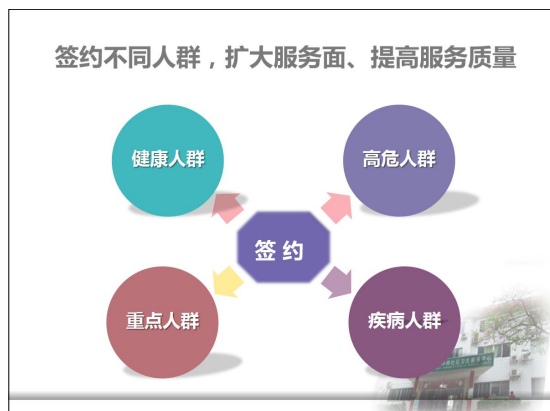 签约不同人群，扩大服务面、提高服务质量
健康人群
高危人群
签 约
重点人群
疾病人群